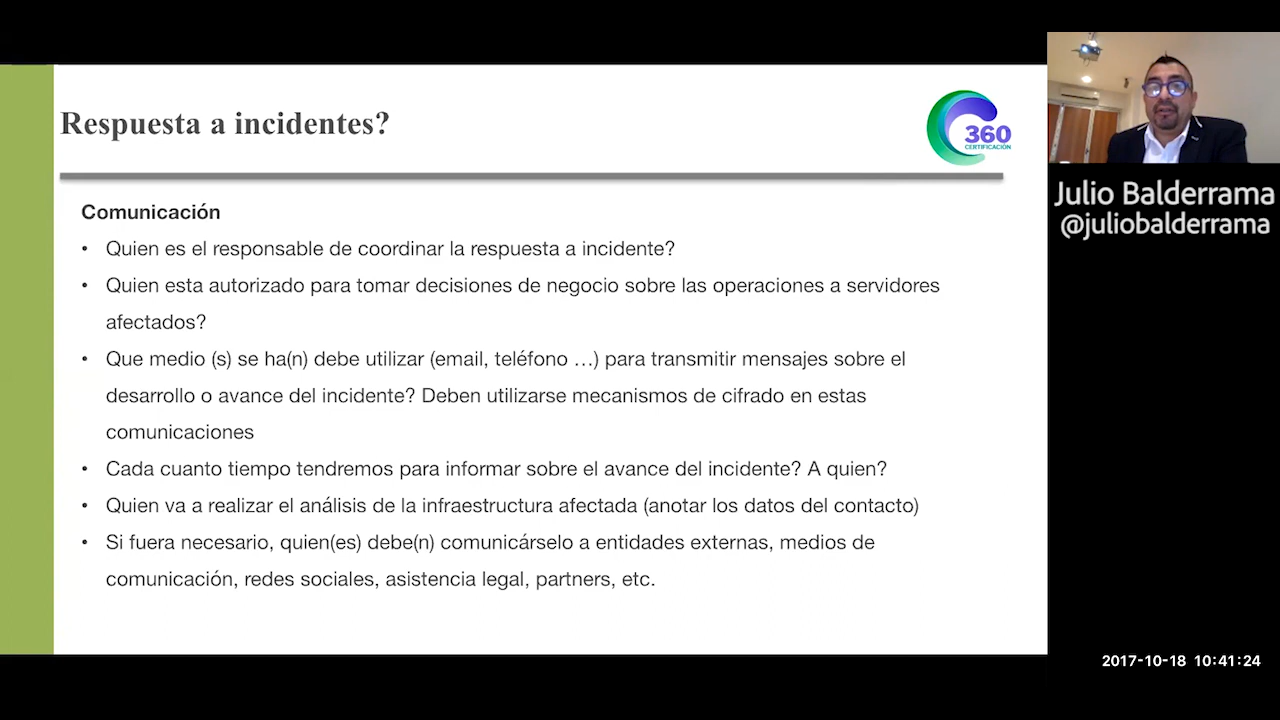 Respuesta a incidentes?
360
CERTIFICACIÓN
Julio Balderrama
@juliobalderrama
Comunicación
• Quien es el responsable de coordinar la respuesta a incidente?
• Quien esta autorizado para tomar decisiones de negocio sobre las operaciones a servidores
afectados?
• Que medio (s) se ha(n) debe utilizar (email, teléfono …) para transmitir mensajes sobre el
desarrollo o avance del incidente? Deben utilizarse mecanismos de cifrado en estas
comunicaciones
• Cada cuanto tiempo tendremos para informar sobre el avance del incidente? A quien?
• Quien va a realizar el análisis de la infraestructura afectada (anotar los datos del contacto)
• Si fuera necesario, quien(es) debe(n) comunicárselo a entidades externas, medios de
comunicación, redes sociales, asistencia legal, partners, etc.
2017-10-18 10:41:24